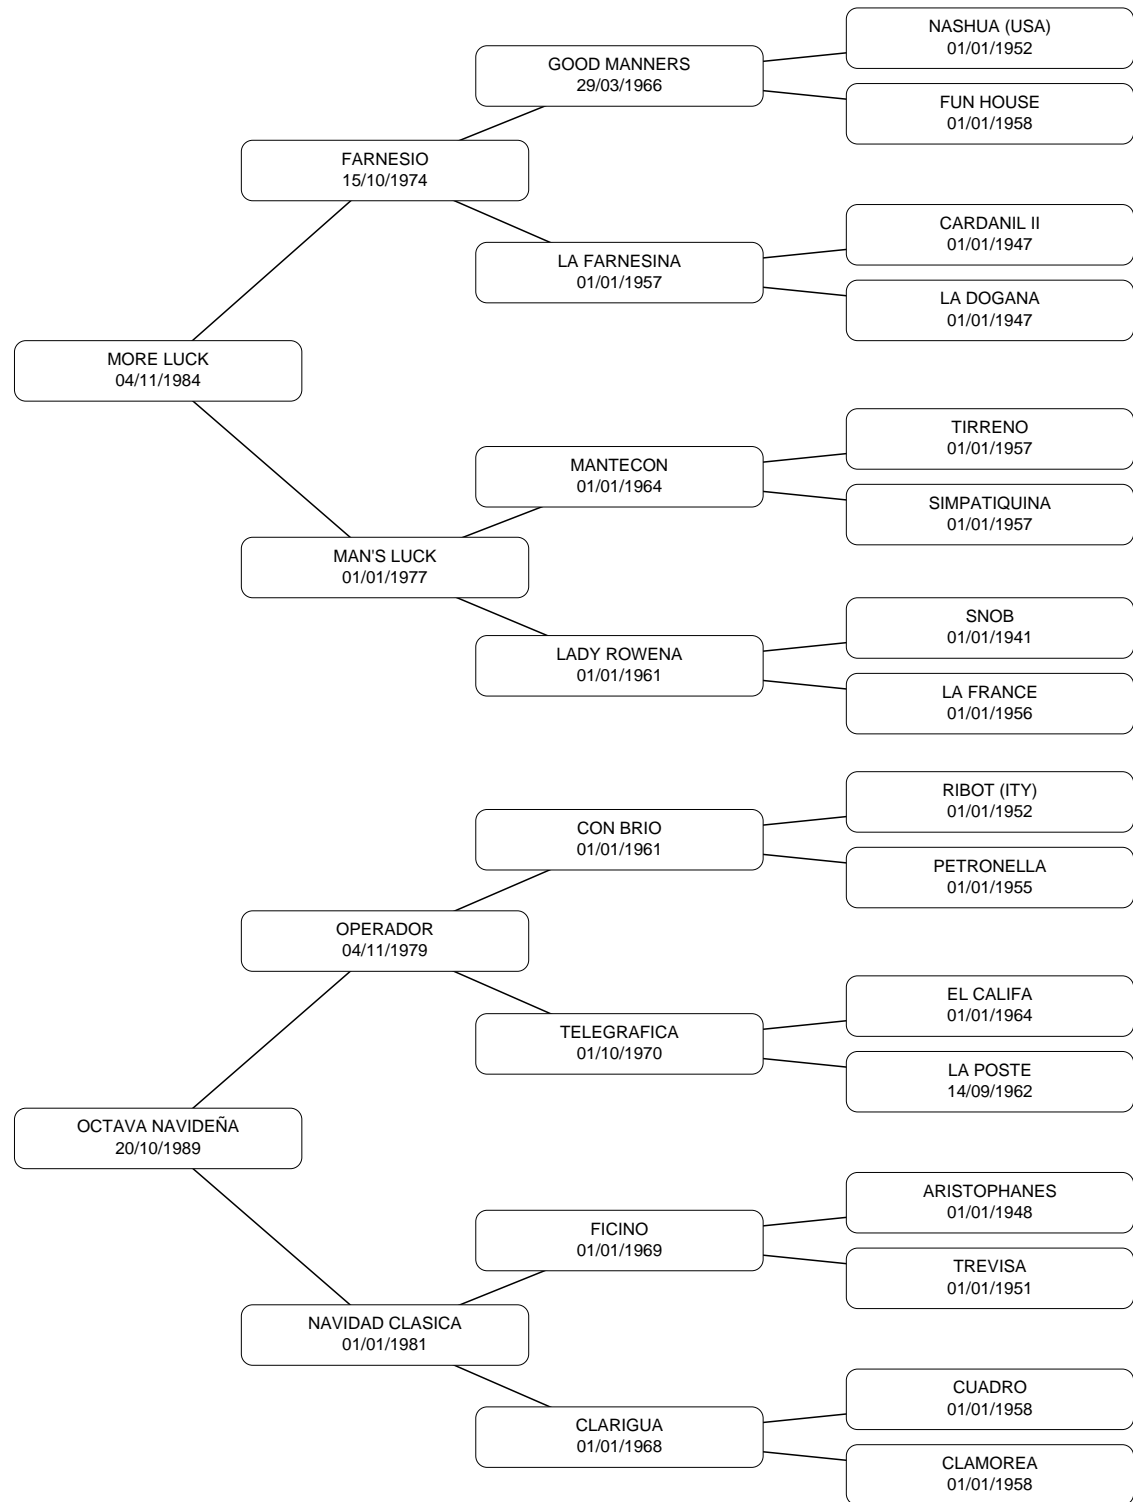 NASHUA (USA)
01/01/1952
GOOD MANNERS
29/03/1966
FUN HOUSE
01/01/1958
FARNESIO
15/10/1974
CARDANIL II
01/01/1947
LA FARNESINA
01/01/1957
LA DOGANA
01/01/1947
MORE LUCK
04/11/1984
TIRRENO
01/01/1957
MANTECON
01/01/1964
SIMPATIQUINA
01/01/1957
MAN'S LUCK
01/01/1977
SNOB
01/01/1941
LADY ROWENA
01/01/1961
LA FRANCE
01/01/1956
RIBOT (ITY)
01/01/1952
CON BRIO
01/01/1961
PETRONELLA
01/01/1955
OPERADOR
04/11/1979
EL CALIFA
01/01/1964
TELEGRAFICA
01/10/1970
LA POSTE
14/09/1962
OCTAVA NAVIDEÑA
20/10/1989
ARISTOPHANES
01/01/1948
FICINO
01/01/1969
TREVISA
01/01/1951
NAVIDAD CLASICA
01/01/1981
CUADRO
01/01/1958
CLARIGUA
01/01/1968
CLAMOREA
01/01/1958